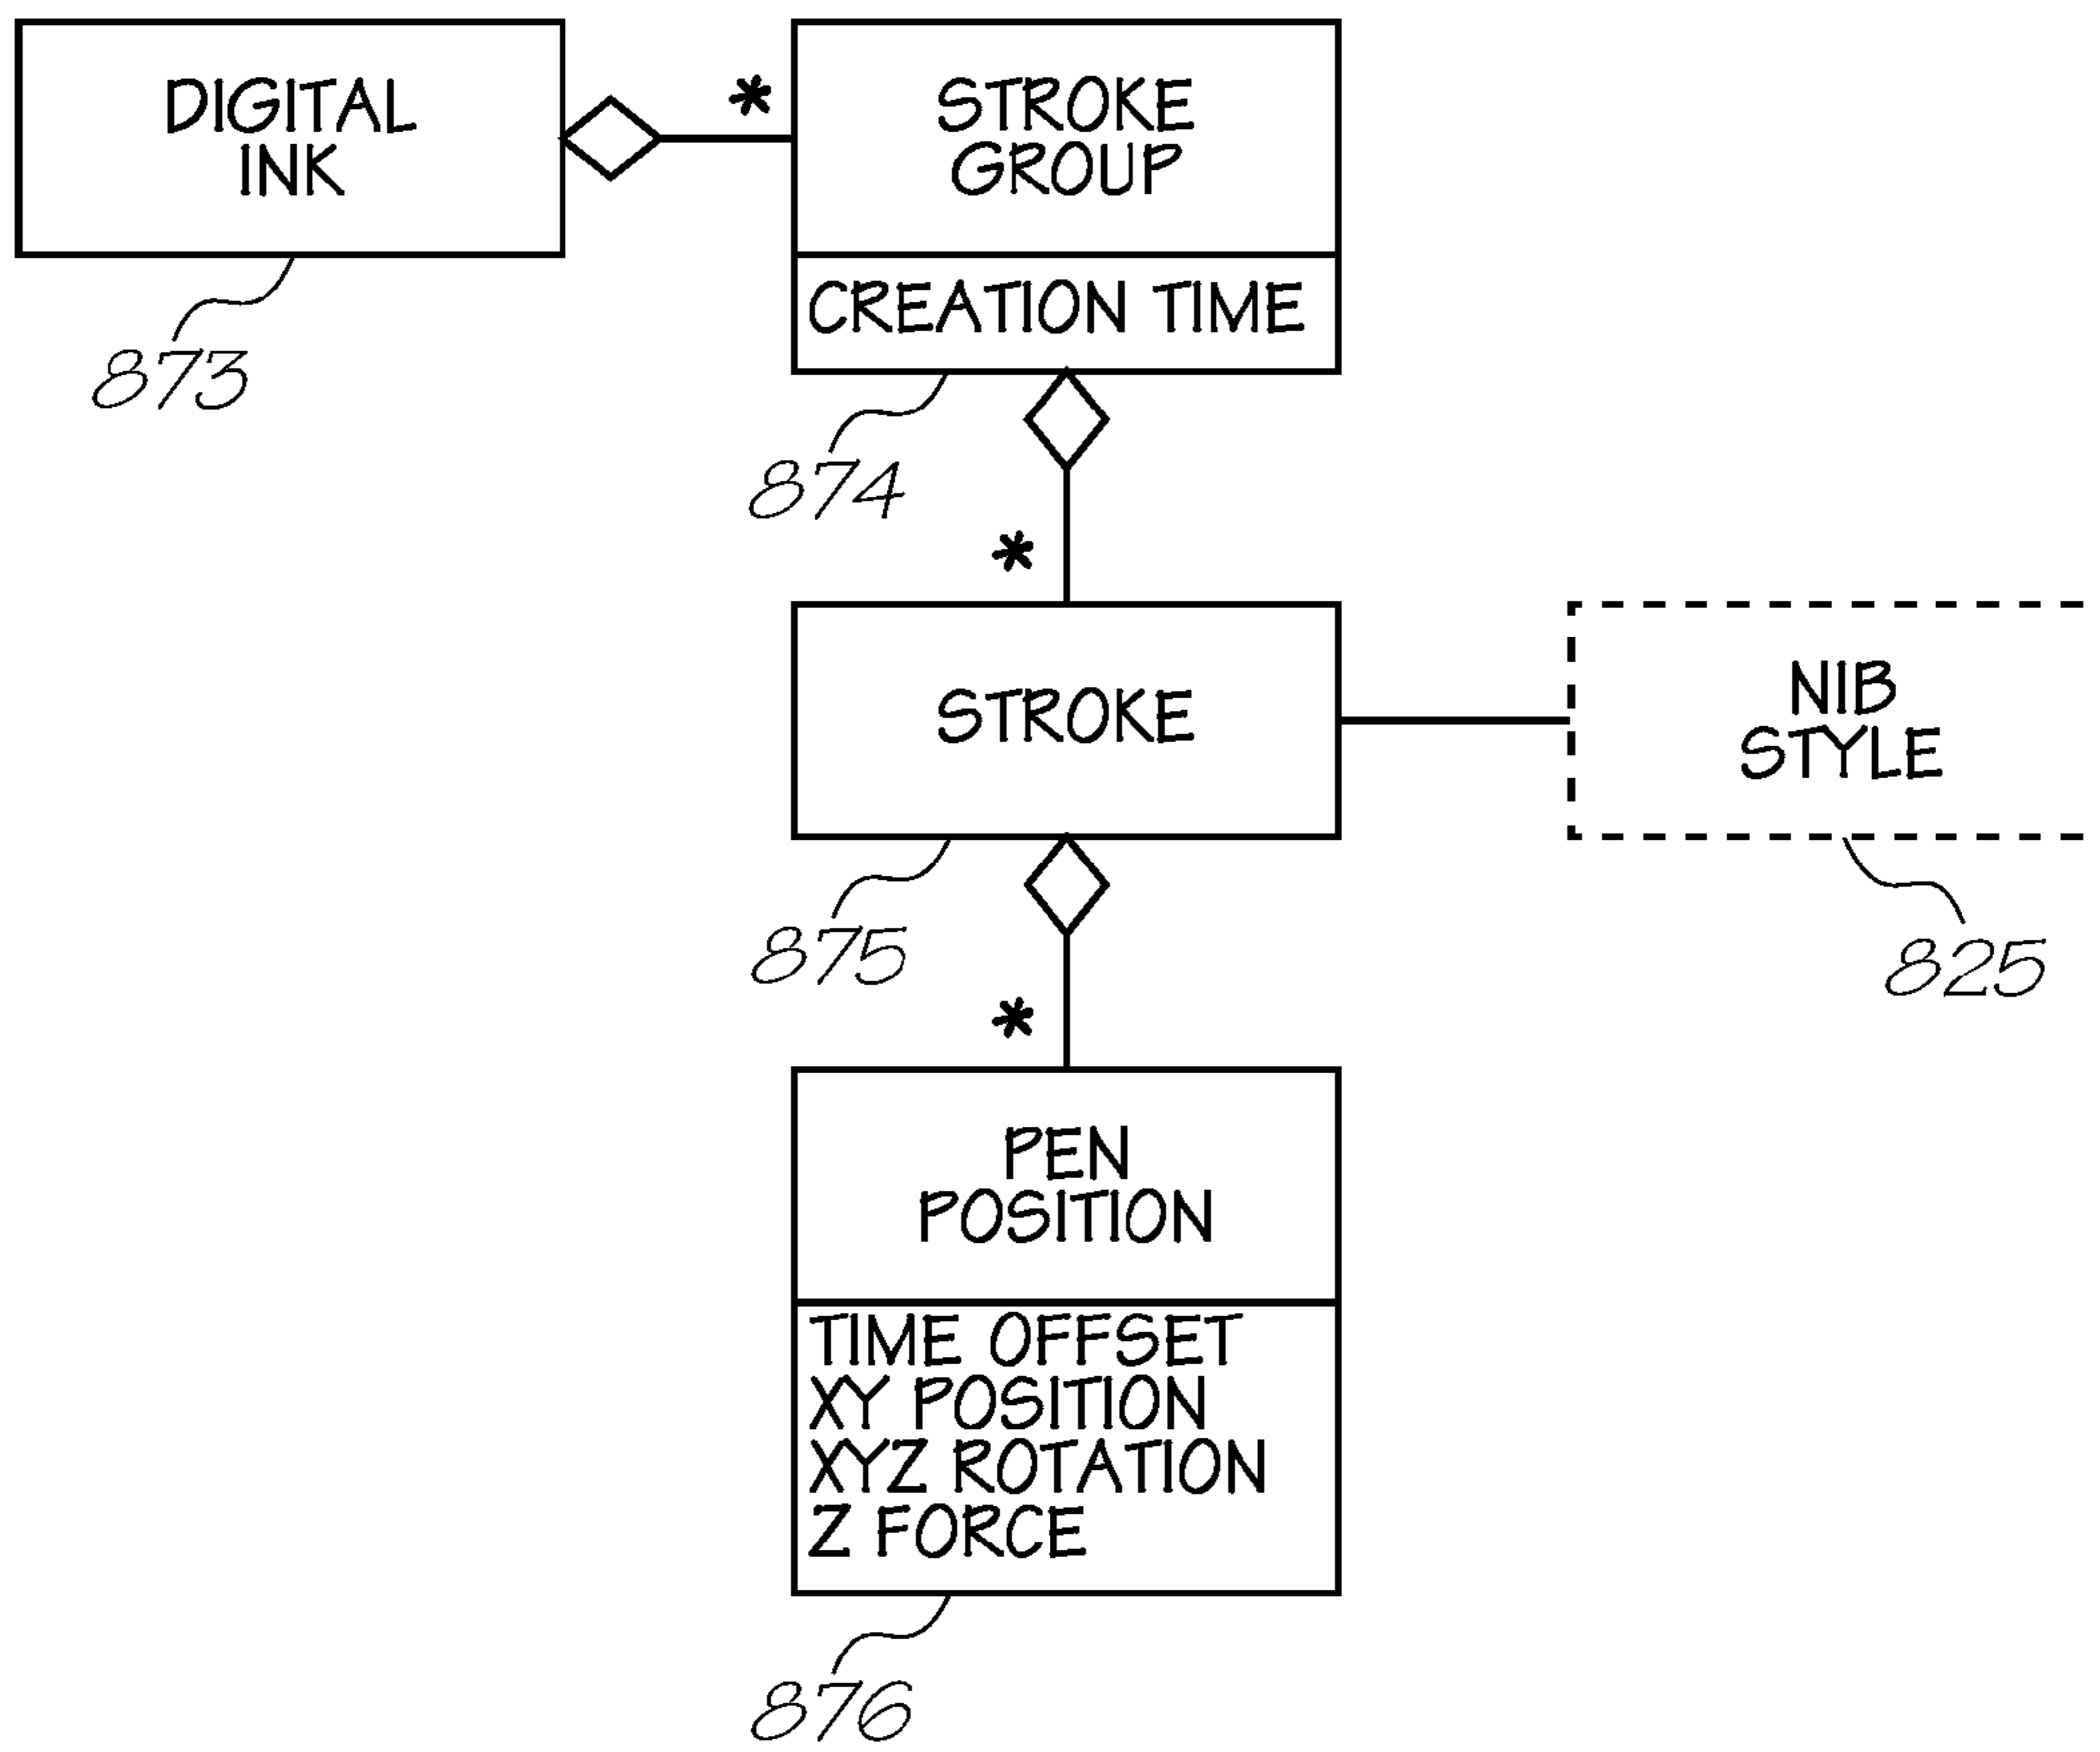 DIGITAL
INK
*
STROKE
GROUP
CREATION TIME
873
874
*
STROKE
NIB
STYLE
875
825
*
PEN
POSITION
TIME OFFSET
XY POSITION
XYZ ROTATION
Z FORCE
876